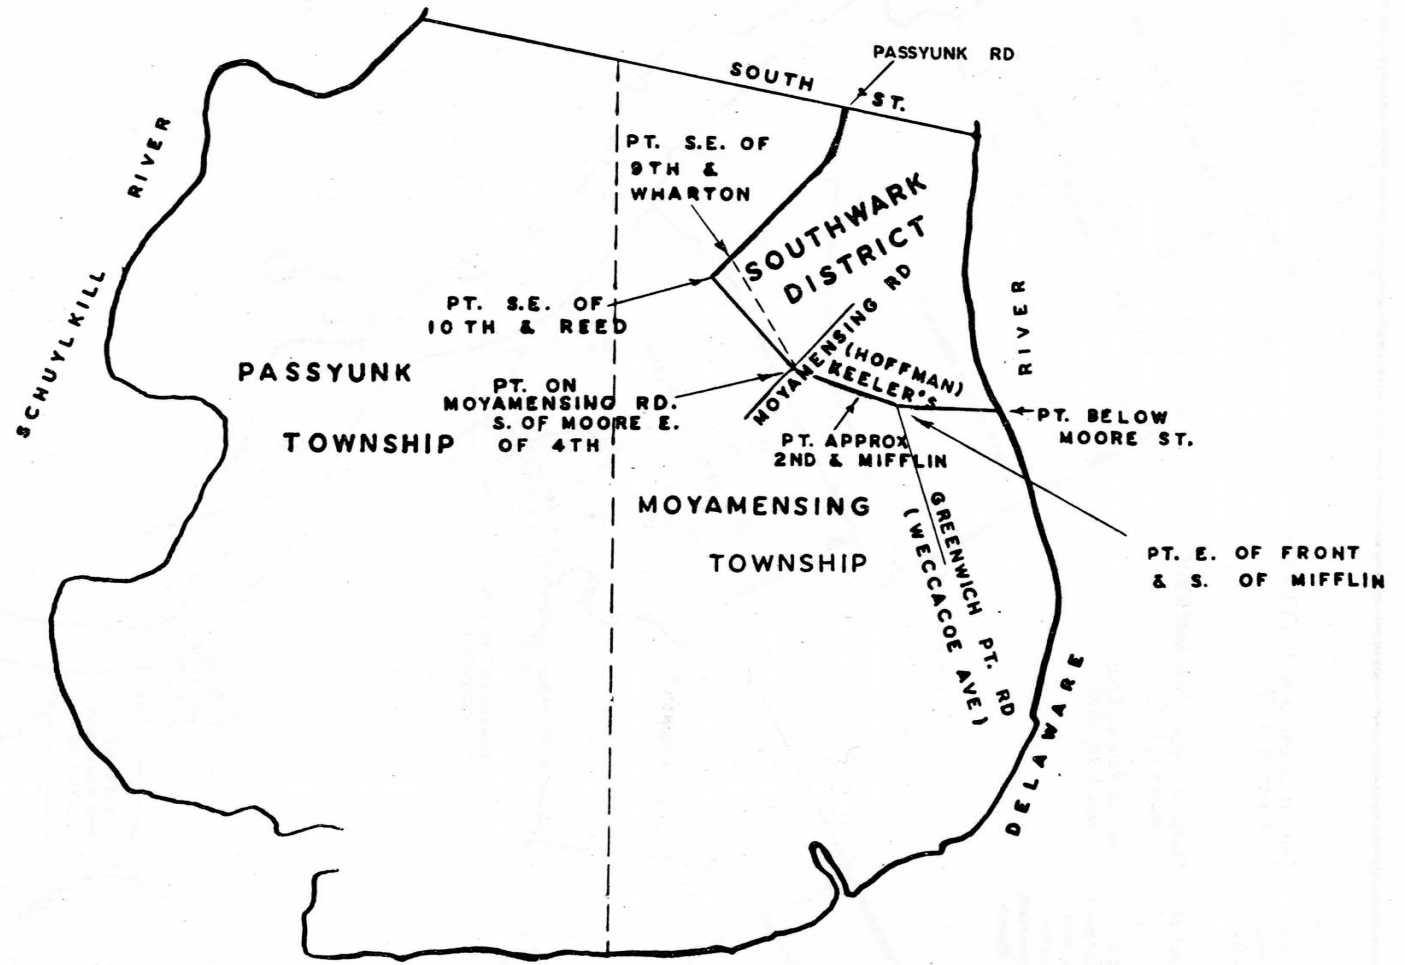 PASSYUNK RD
SOUTH ST.
PT. S.E. OF
9TH &
WHARTON
RIVER
SCHUYLKILL
SOUTHWARK
DISTRICT
MOYAMENSING RD
(HOFFMAN)
KEELER'S
RIVER
DELAWARE
PT. S.E. OF
10TH & REED
PASSYUNK
TOWNSHIP
PT. ON
MOYAMENSING RD.
S. OF MOORE E.
OF 4TH
PT. APPROX
2ND & MIFFLIN
PT. BELOW
MOORE ST.
MOYAMENSING
TOWNSHIP
GREENWICH PT. RD
(WECCACOE AVE)
PT. E. OF FRONT
& S. OF MIFFLIN